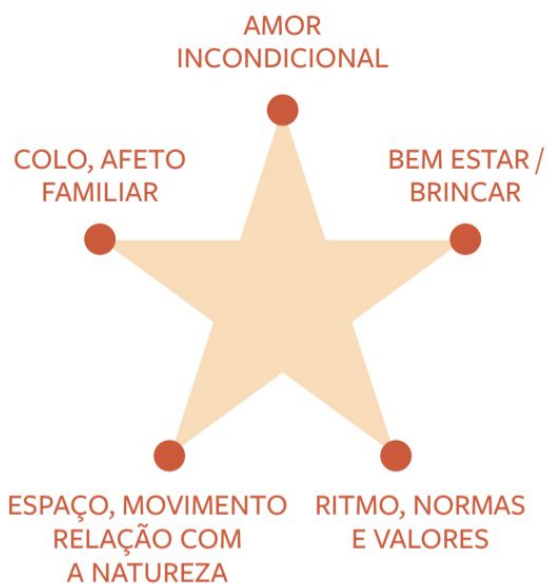 AMOR
INCONDICIONAL
COLO, AFETO
FAMILIAR
BEM ESTAR /
BRINCAR
ESPAÇO, MOVIMENTO
RELAÇÃO COM
A NATUREZA
RITMO, NORMAS
E VALORES